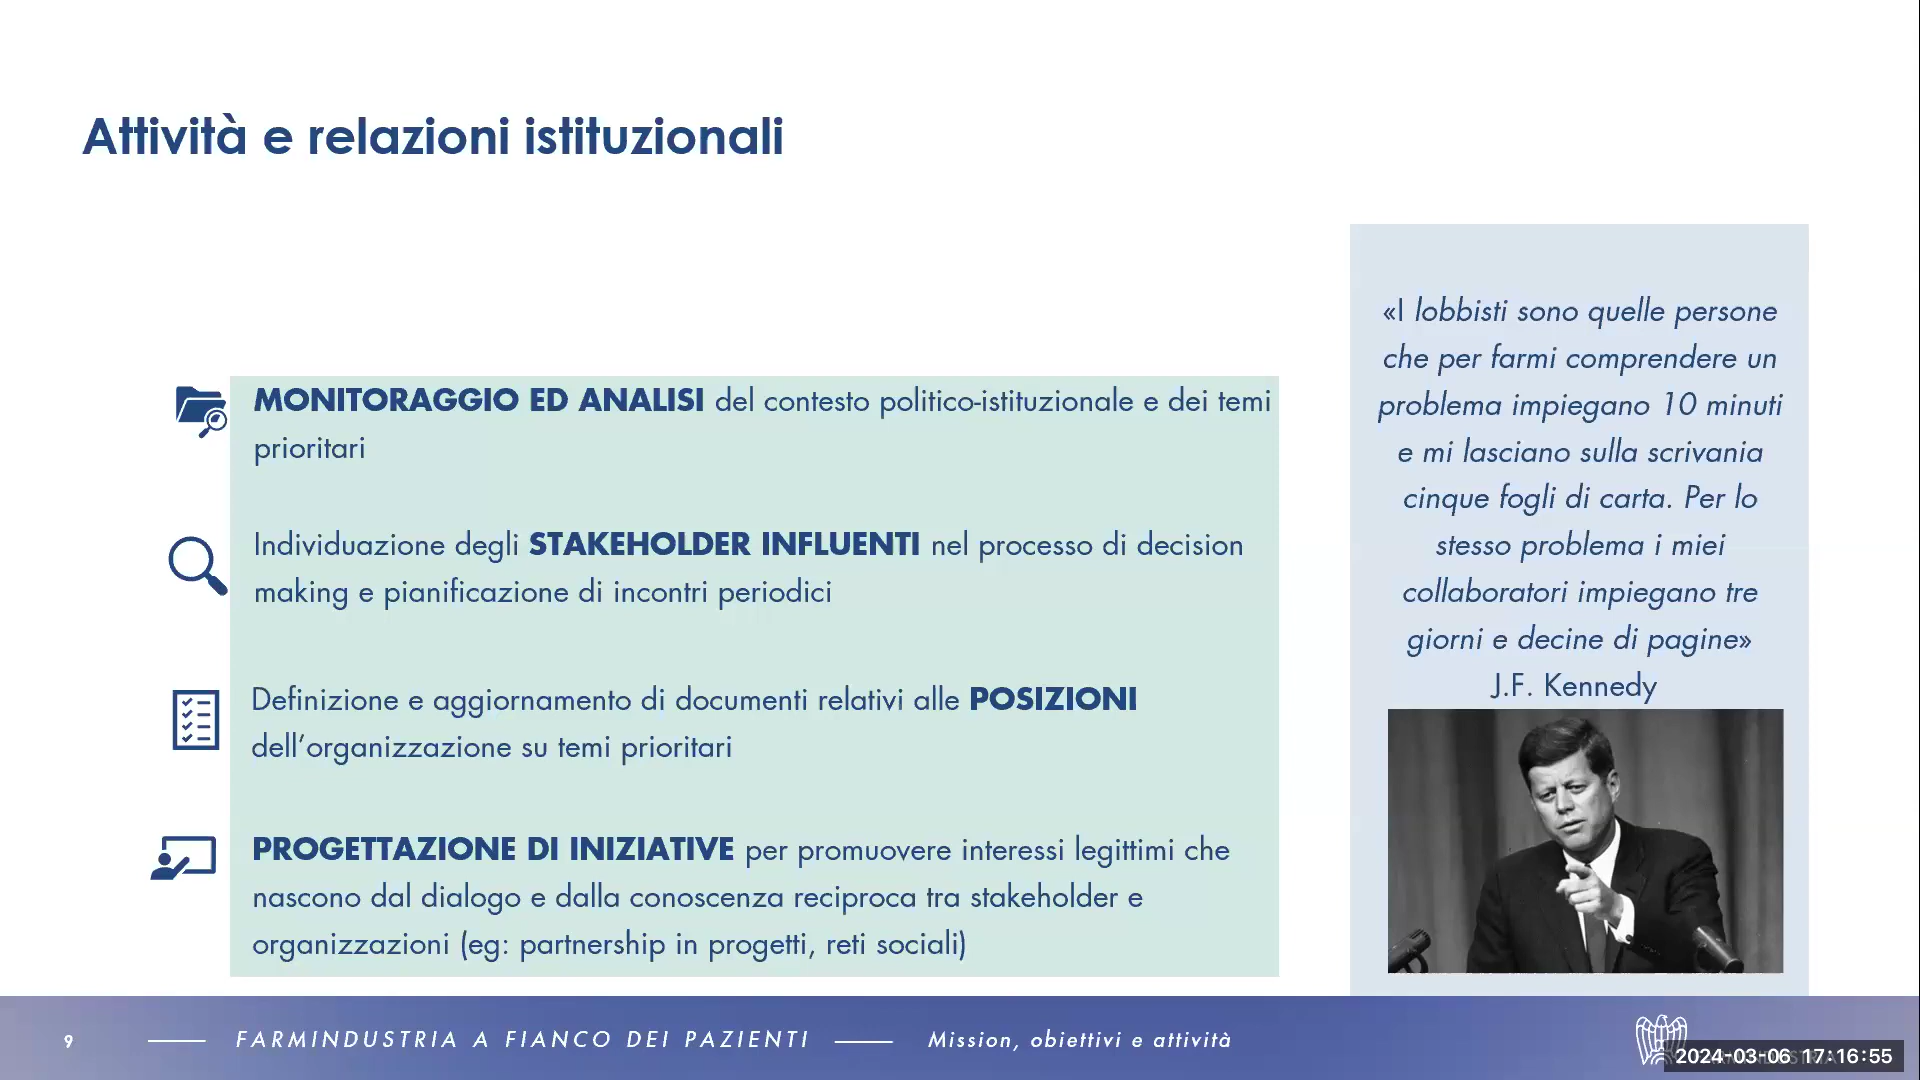 Attività e relazioni istituzionali
MONITORAGGIO ED ANALISI del contesto politico-istituzionale e dei temi
prioritari
Individuazione degli STAKEHOLDER INFLUENTI nel processo di decision
making e pianificazione di incontri periodici
Definizione e aggiornamento di documenti relativi alle POSIZIONI
dell’organizzazione su temi prioritari
PROGETTAZIONE DI INIZIATIVE per promuovere interessi legittimi che
nascono dal dialogo e dalla conoscenza reciproca tra stakeholder e
organizzazioni (eg: partnership in progetti, reti sociali)
«I lobbisti sono quelle persone
che per farmi comprendere un
problema impiegano 10 minuti
e mi lasciano sulla scrivania
cinque fogli di carta. Per lo
stesso problema i miei
collaboratori impiegano tre
giorni e decine di pagine»
J.F. Kennedy
9
FARMINDUSTRIA A FIANCO DEI PAZIENTI
Mission, obiettivi e attività
2024-03-06 17:16:55